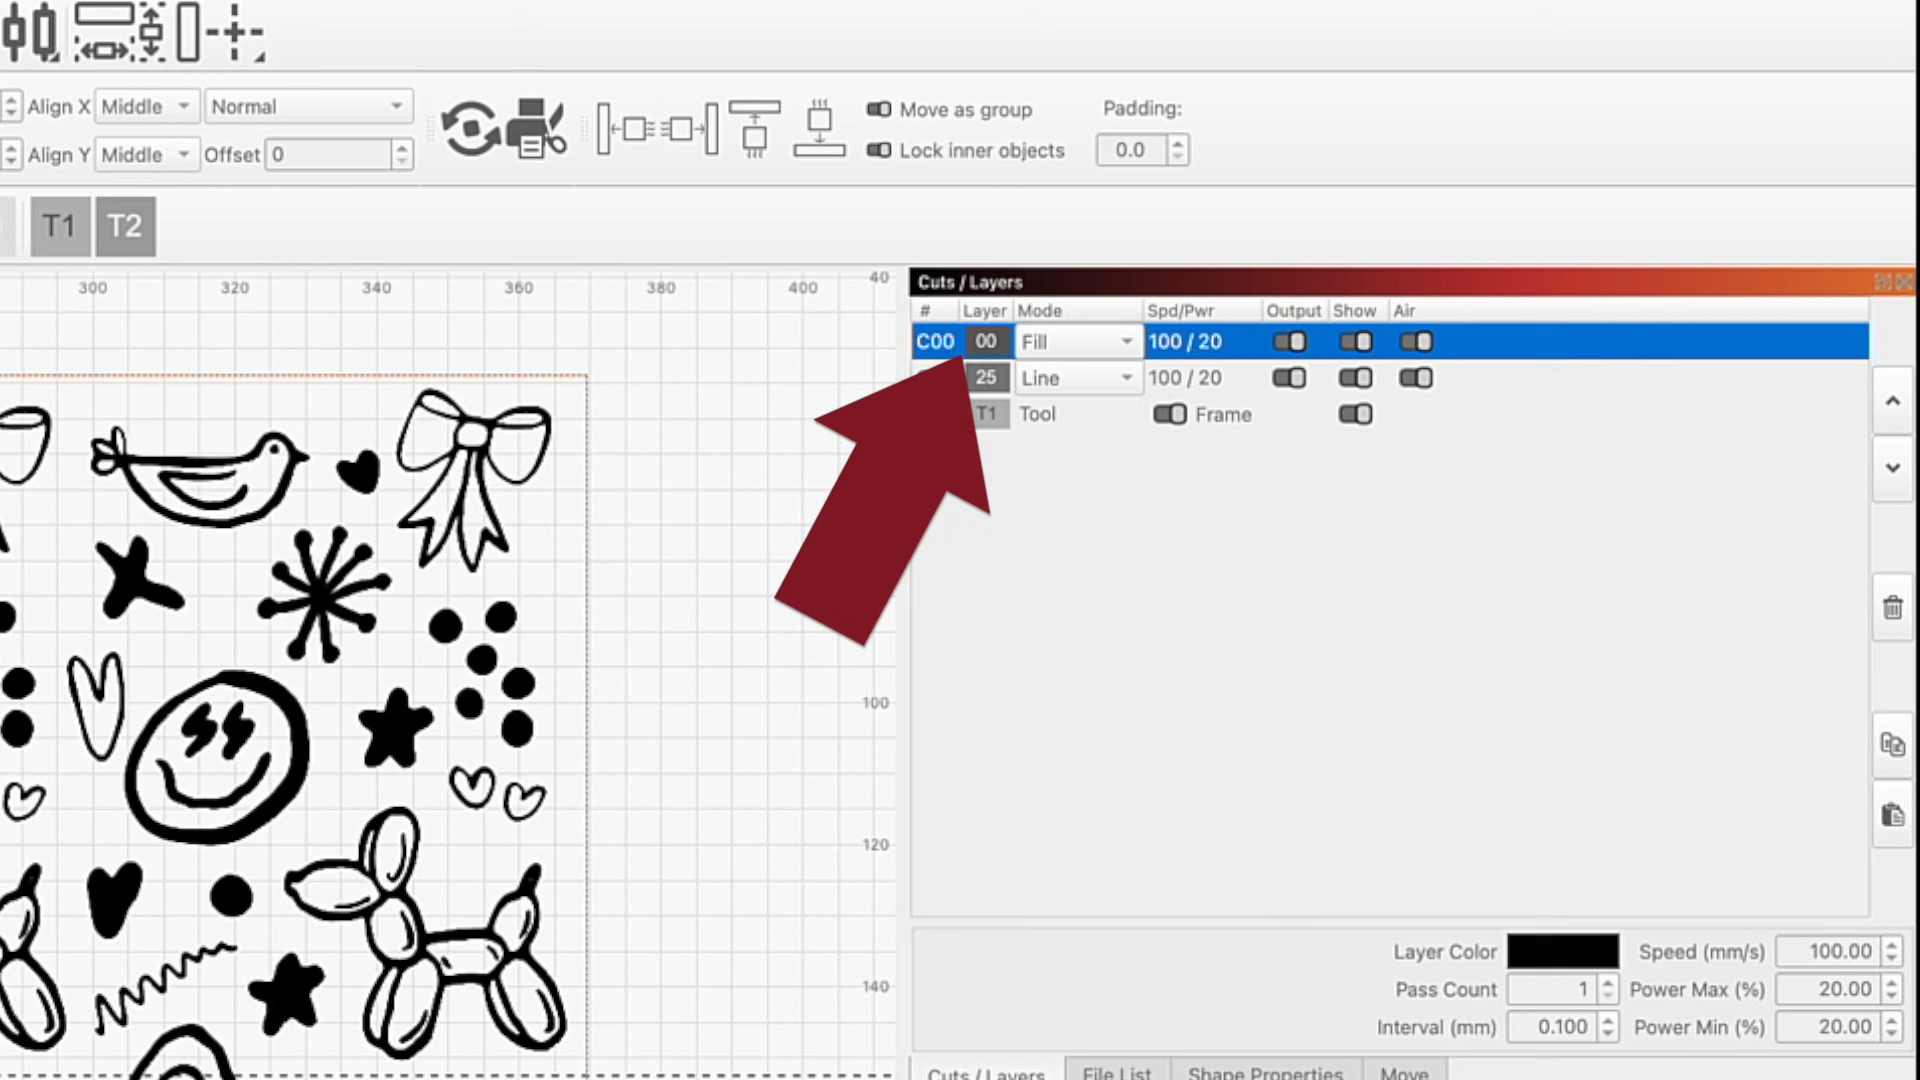 Align X Middle Normal
Align Y Middle Offset 0
Move as group
Lock inner objects
Padding:
0.0
T1 T2
300 320 340 360 380 400
40
100
120
140
Cuts / Layers
# Layer Mode Spd/Pwr Output Show Air
C00 00 Fill 100 / 20
25 Line 100 / 20
T1 Tool Frame
Layer Color Speed (mm/s) 100.00
Pass Count 1 Power Max (%) 20.00
Interval (mm) 0.100 Power Min (%) 20.00
Cuts / Layers File List Shape Properties Move